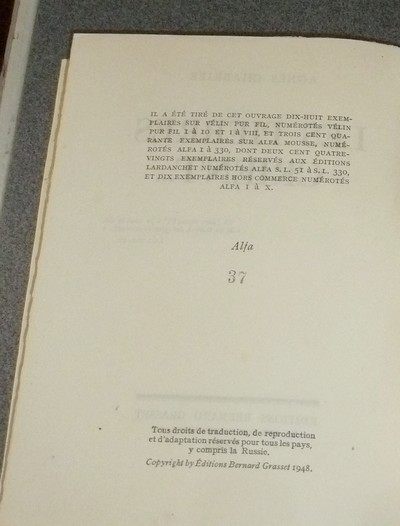 IL A ÉTÉ TIRÉ DE CET OUVRAGE DIX-HUIT EXEM-
PLAIRES SUR VÉLIN PUR FIL, NUMÉROTÉS VÉLIN
PUR FIL I à 10 ET I à VIII, ET TROIS CENT QUA-
RANTE EXEMPLAIRES SUR ALFA MOUSSE, NUMÉ-
ROTÉS ALFA I à 330, DONT DEUX CENT QUATRE-
VINGTS EXEMPLAIRES RÉSERVÉS AUX ÉDITIONS
LARDANCHET NUMÉROTÉS ALFA S. L. 51 à S. L. 330,
ET DIX EXEMPLAIRES HORS COMMERCE NUMÉROTÉS
ALFA I à X.
Alfa
37
Tous droits de traduction, de reproduction
et d'adaptation réservés pour tous les pays,
y compris la Russie.
Copyright by Éditions Bernard Grasset 1948.